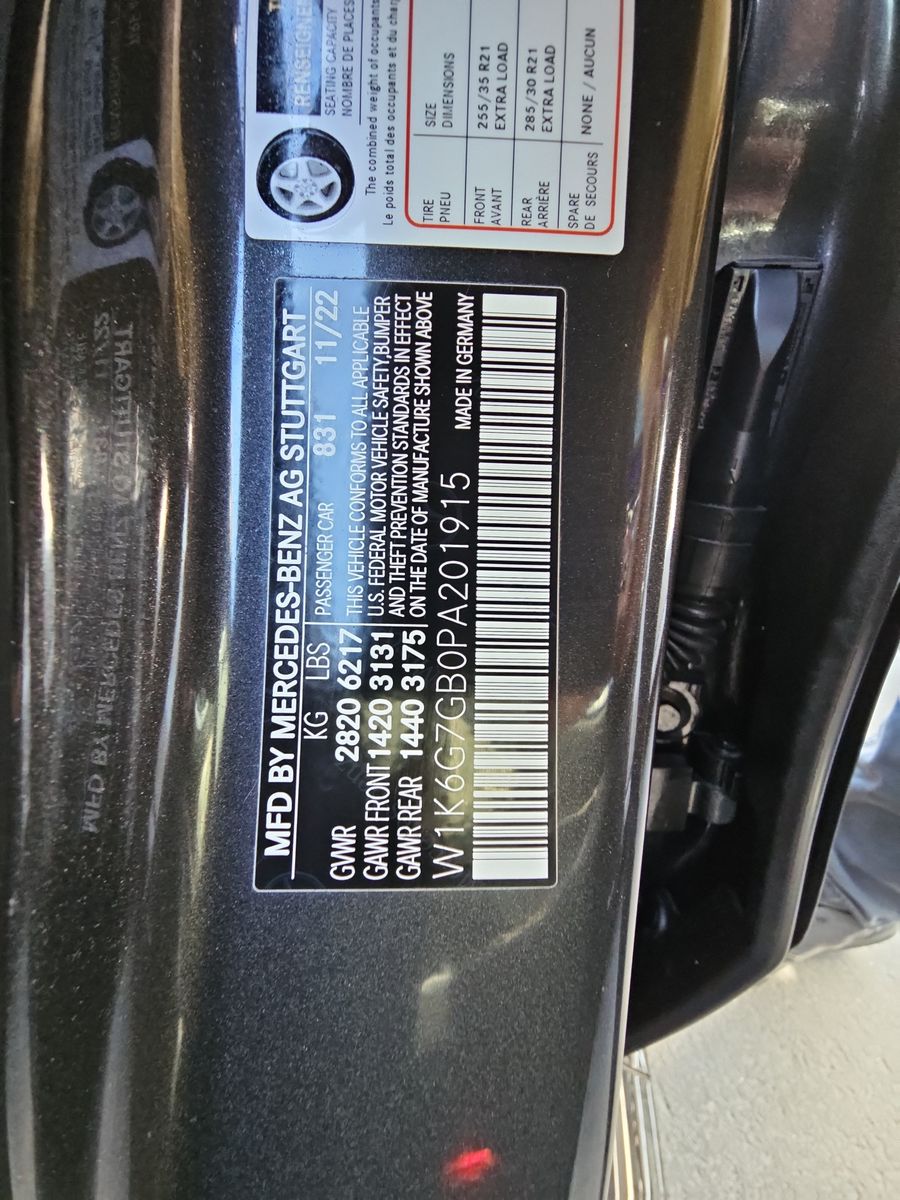 MFD BY MERCEDES-BENZ AG STUTTGART
KG LBS PASSENGER CAR 831 11/22
GVWR 2820 6217 THIS VEHICLE CONFORMS TO ALL APPLICABLE
GAWR FRONT 1420 3131 U.S. FEDERAL MOTOR VEHICLE SAFETY,BUMPER
GAWR REAR 1440 3175 AND THEFT PREVENTION STANDARDS IN EFFECT
ON THE DATE OF MANUFACTURE SHOWN ABOVE
W1K6G7GB0PA201915 MADE IN GERMANY
SEATING CAPACITY
NOMBRE DE PLACES
The combined weight of occupants
Le poids total des occupants et du
TIRE SIZE
PNEU DIMENSIONS
FRONT 255/35 R21
AVANT EXTRA LOAD
REAR 285/30 R21
ARRIÈRE EXTRA LOAD
SPARE NONE / AUCUN
DE SECOURS